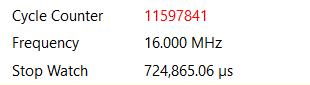 Cycle Counter 11597841
Frequency 16.000 MHz
Stop Watch 724,865.06 µs